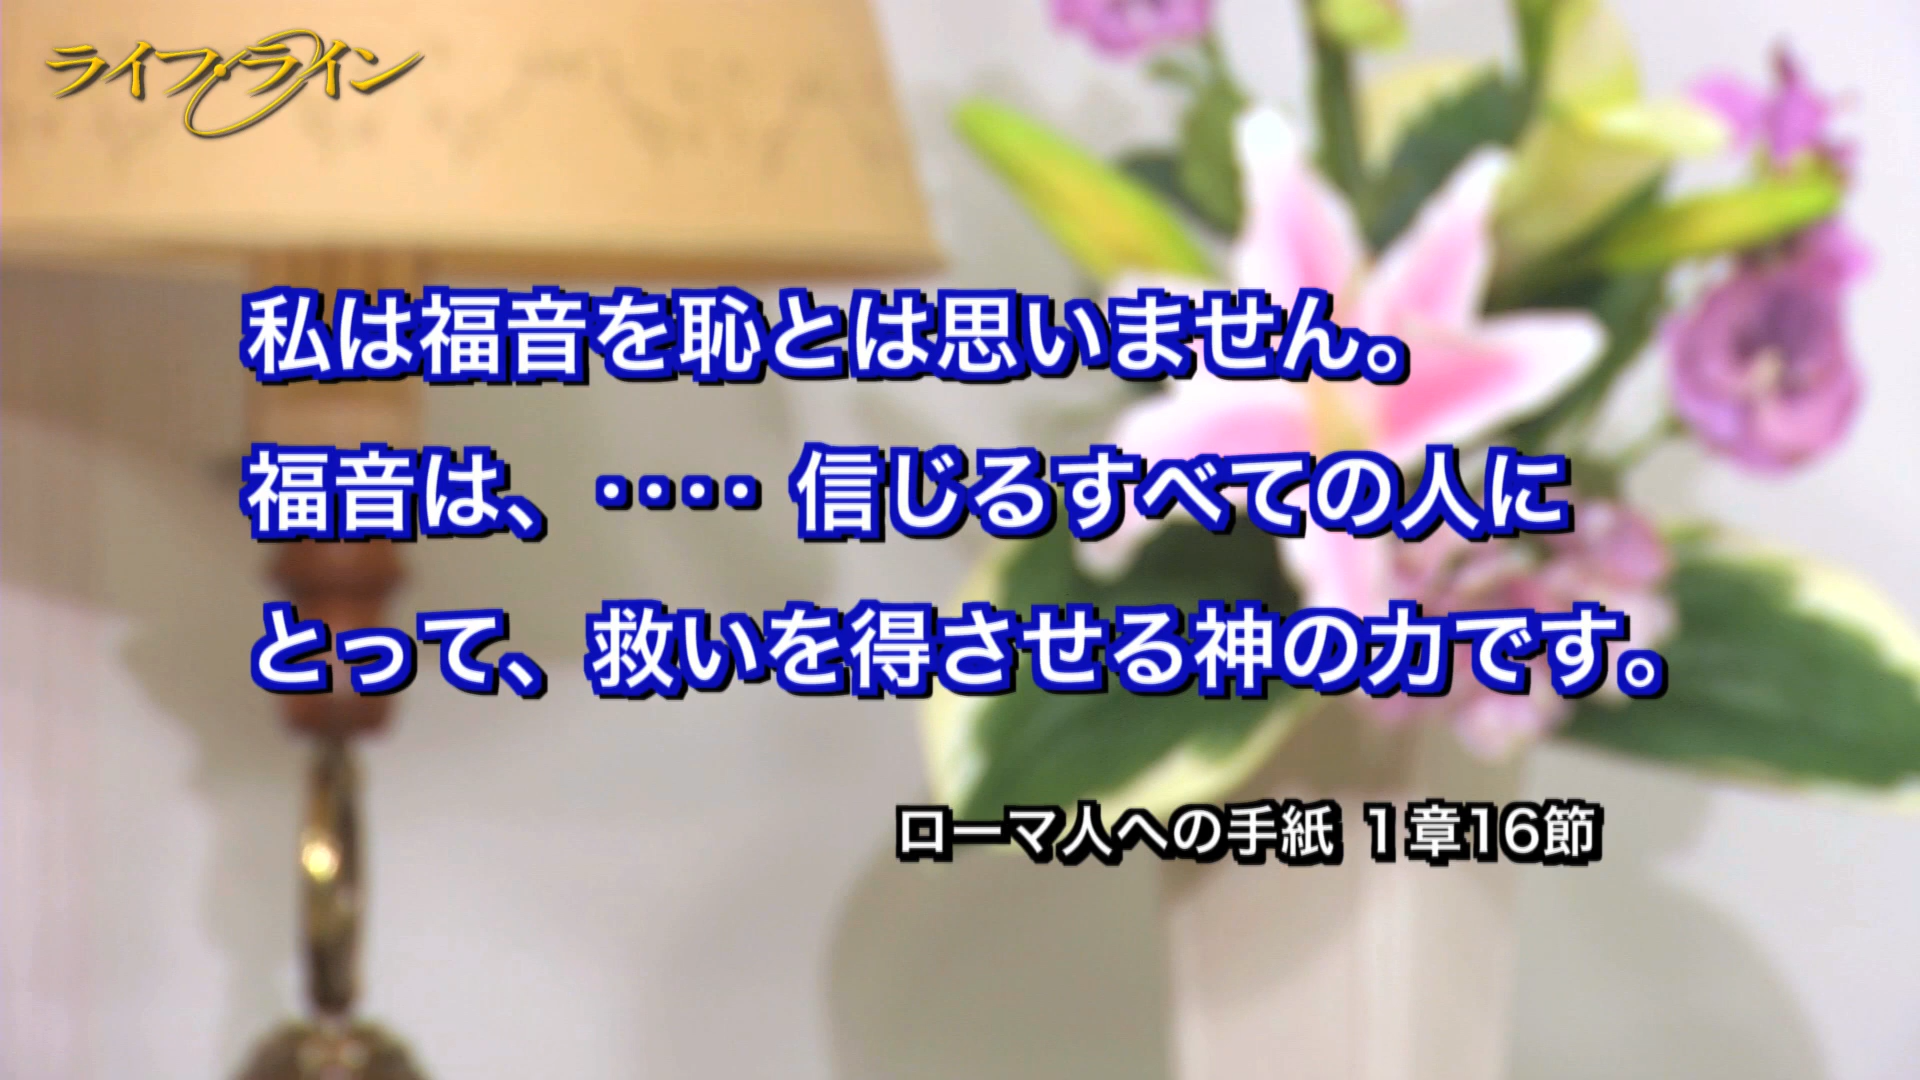 ライフ・ライン
私は福音を恥とは思いません。
福音は、‥‥ 信じるすべての人に
とって、救いを得させる神の力です。
ローマ人への手紙 1章16節